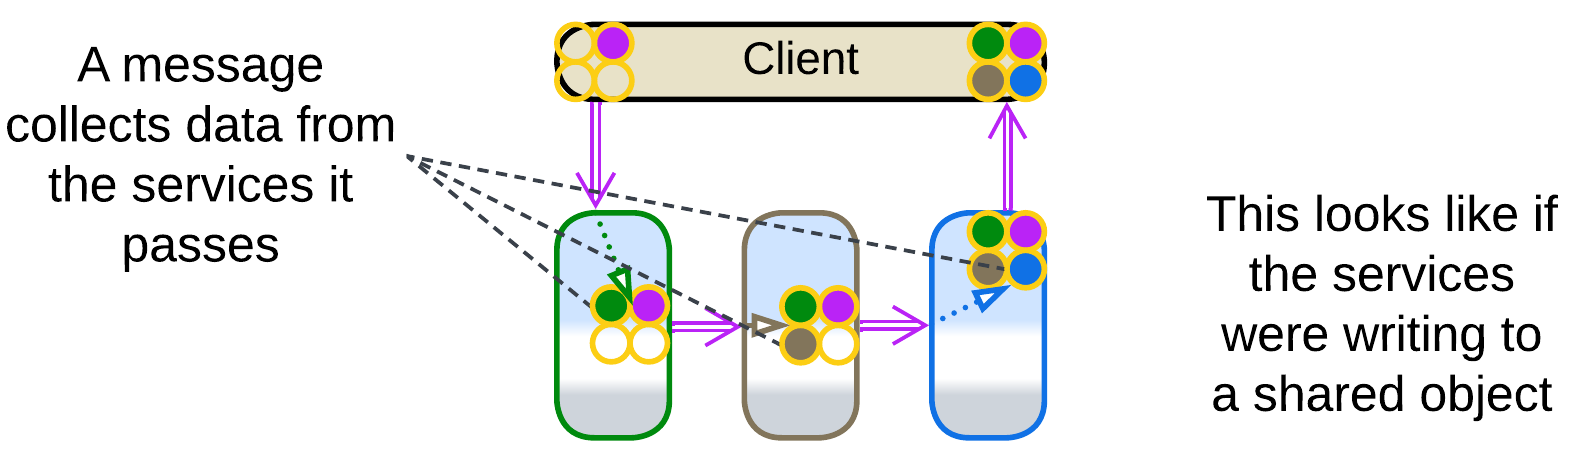 A message
collects data from
the services it
passes
Client
This looks like if
the services
were writing to
a shared object